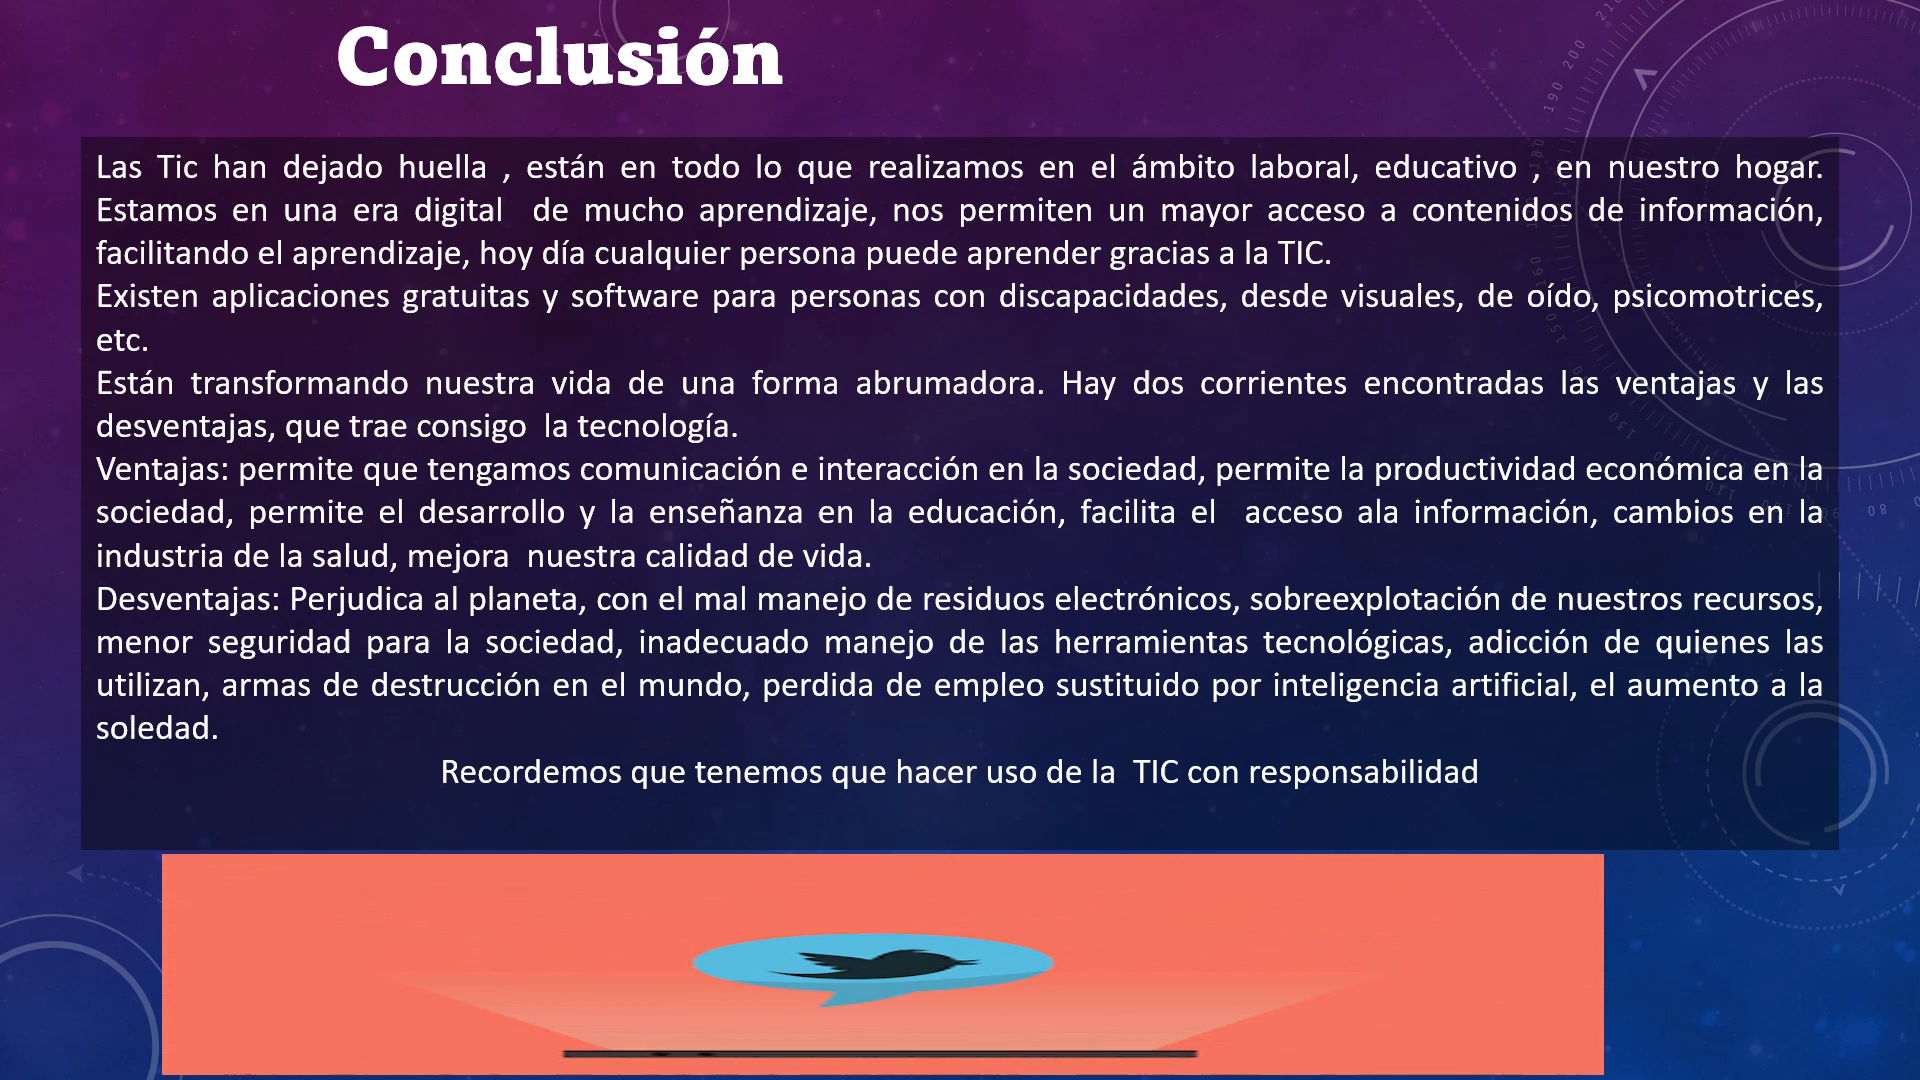 Conclusión
Las Tic han dejado huella , están en todo lo que realizamos en el ámbito laboral, educativo , en nuestro hogar.
Estamos en una era digital  de mucho aprendizaje, nos permiten un mayor acceso a contenidos de información,
facilitando el aprendizaje, hoy día cualquier persona puede aprender gracias a la TIC.
Existen aplicaciones gratuitas y software para personas con discapacidades, desde visuales, de oído, psicomotrices,
etc.
Están transformando nuestra vida de una forma abrumadora. Hay dos corrientes encontradas las ventajas y las
desventajas, que trae consigo  la tecnología.
Ventajas: permite que tengamos comunicación e interacción en la sociedad, permite la productividad económica en la
sociedad, permite el desarrollo y la enseñanza en la educación, facilita el  acceso ala información, cambios en la
industria de la salud, mejora  nuestra calidad de vida.
Desventajas: Perjudica al planeta, con el mal manejo de residuos electrónicos, sobreexplotación de nuestros recursos,
menor seguridad para la sociedad, inadecuado manejo de las herramientas tecnológicas, adicción de quienes las
utilizan, armas de destrucción en el mundo, perdida de empleo sustituido por inteligencia artificial, el aumento a la
soledad.
Recordemos que tenemos que hacer uso de la  TIC con responsabilidad